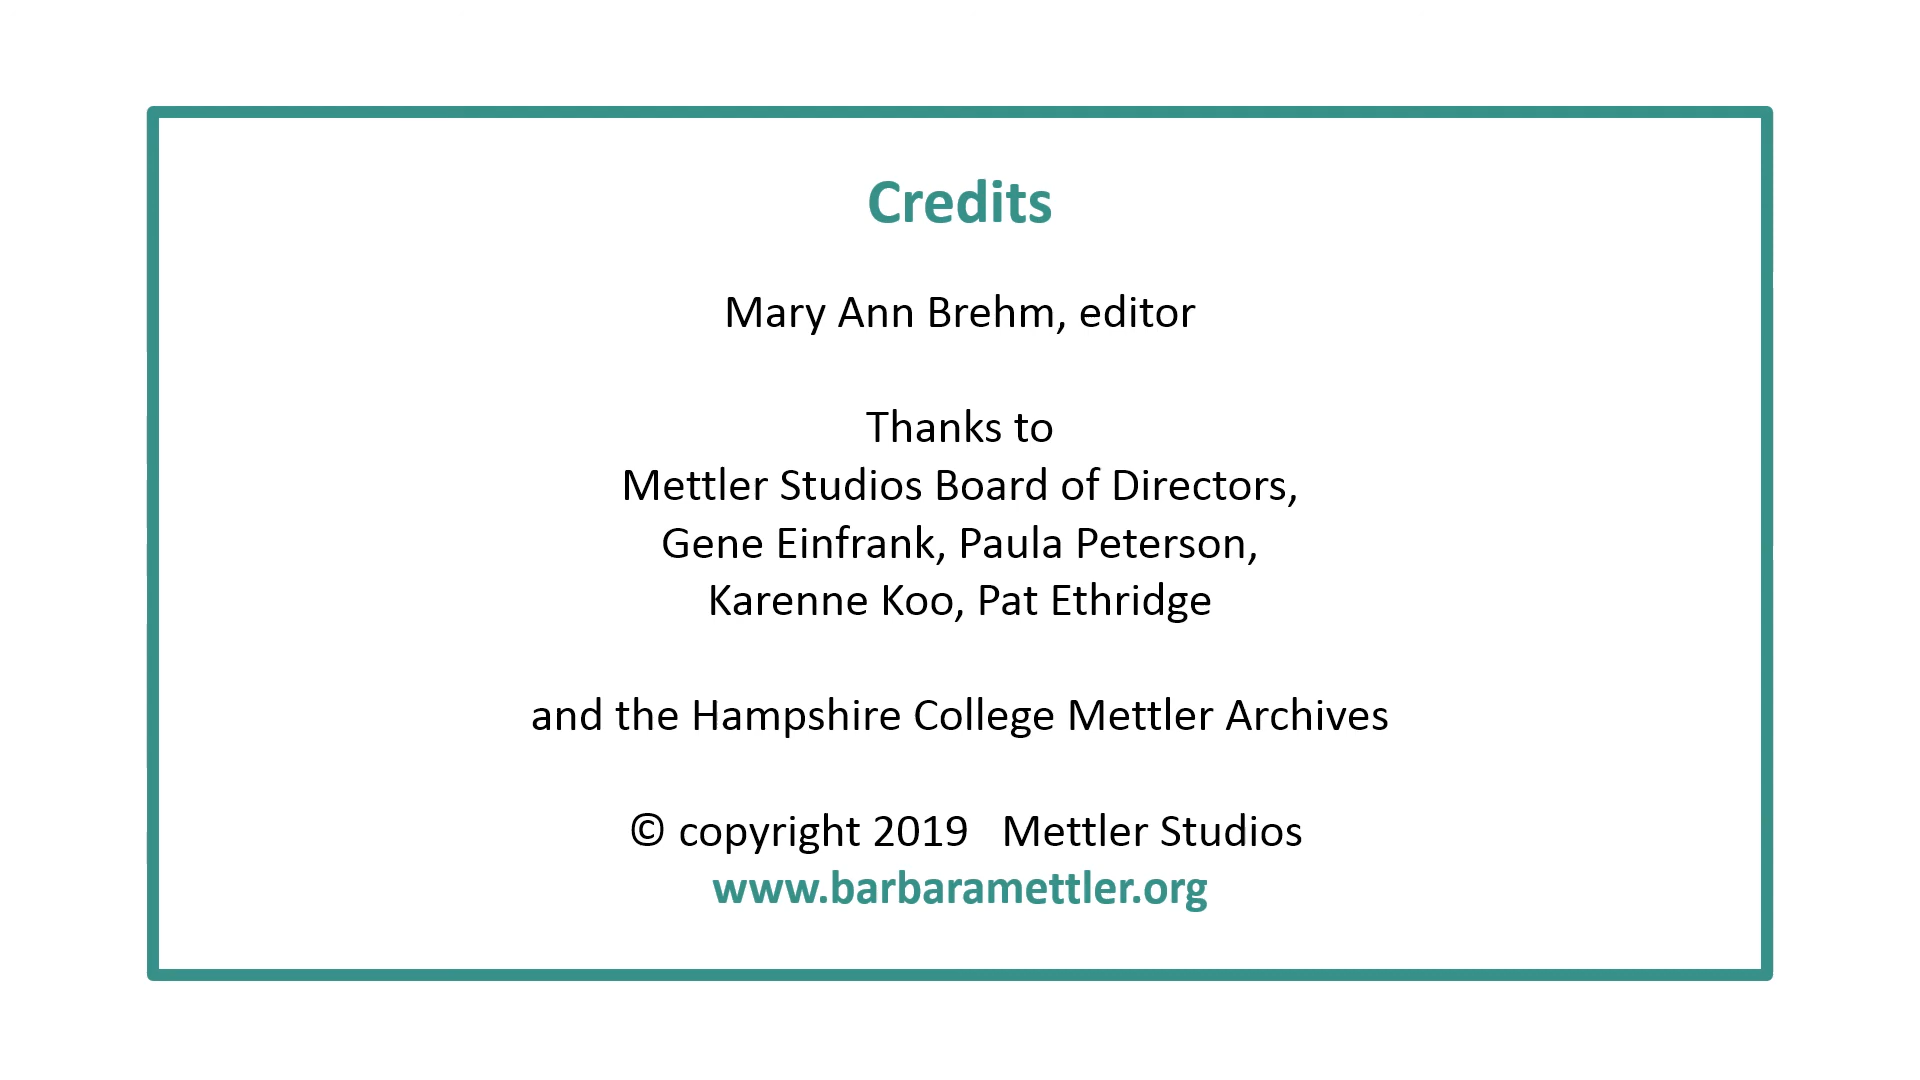 Credits
Mary Ann Brehm, editor
Thanks to
Mettler Studios Board of Directors,
Gene Einfrank, Paula Peterson,
Karenne Koo, Pat Ethridge
and the Hampshire College Mettler Archives
© copyright 2019   Mettler Studios
www.barbaramettler.org